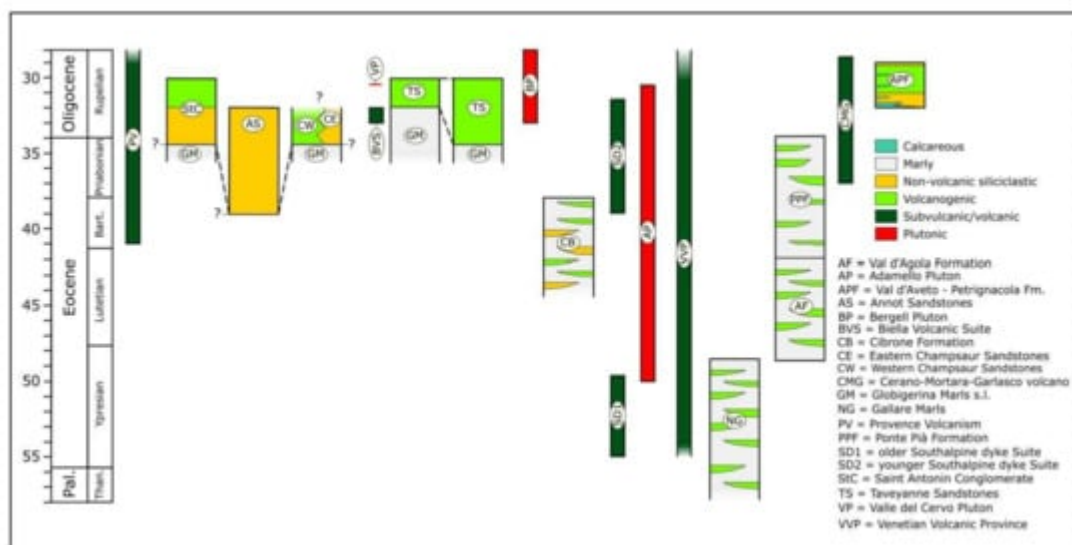 Oligocene
Eocene
Pal.
Rupelian
Priabonian
Bart.
Lutetian
Ypresian
Than.
30
35
40
45
50
55
PV
StC
GM
?
AS
?
?
CW
CE
GM
?
VP
BVS
TS
GM
TS
GM
BP
CB
SD2
SD1
AP
VVP
NG
PPF
AF
CMG
APF
Calcareous
Marly
Non-volcanic siliciclastic
Volcanogenic
Subvulcanic/volcanic
Plutonic
AF = Val d'Agola Formation
AP = Adamello Pluton
APF = Val d'Aveto - Petrignacola Fm.
AS = Annot Sandstones
BP = Bergell Pluton
BVS = Biella Volcanic Suite
CB = Cibrone Formation
CE = Eastern Champsaur Sandstones
CW = Western Champsaur Sandstones
CMG = Cerano-Mortara-Garlasco volcano
GM = Globigerina Marls s.l.
NG = Gallare Marls
PV = Provence Volcanism
PPF = Ponte Pià Formation
SD1 = older Southalpine dyke Suite
SD2 = younger Southalpine dyke Suite
StC = Saint Antonin Conglomerate
TS = Taveyanne Sandstones
VP = Valle del Cervo Pluton
VVP = Venetian Volcanic Province